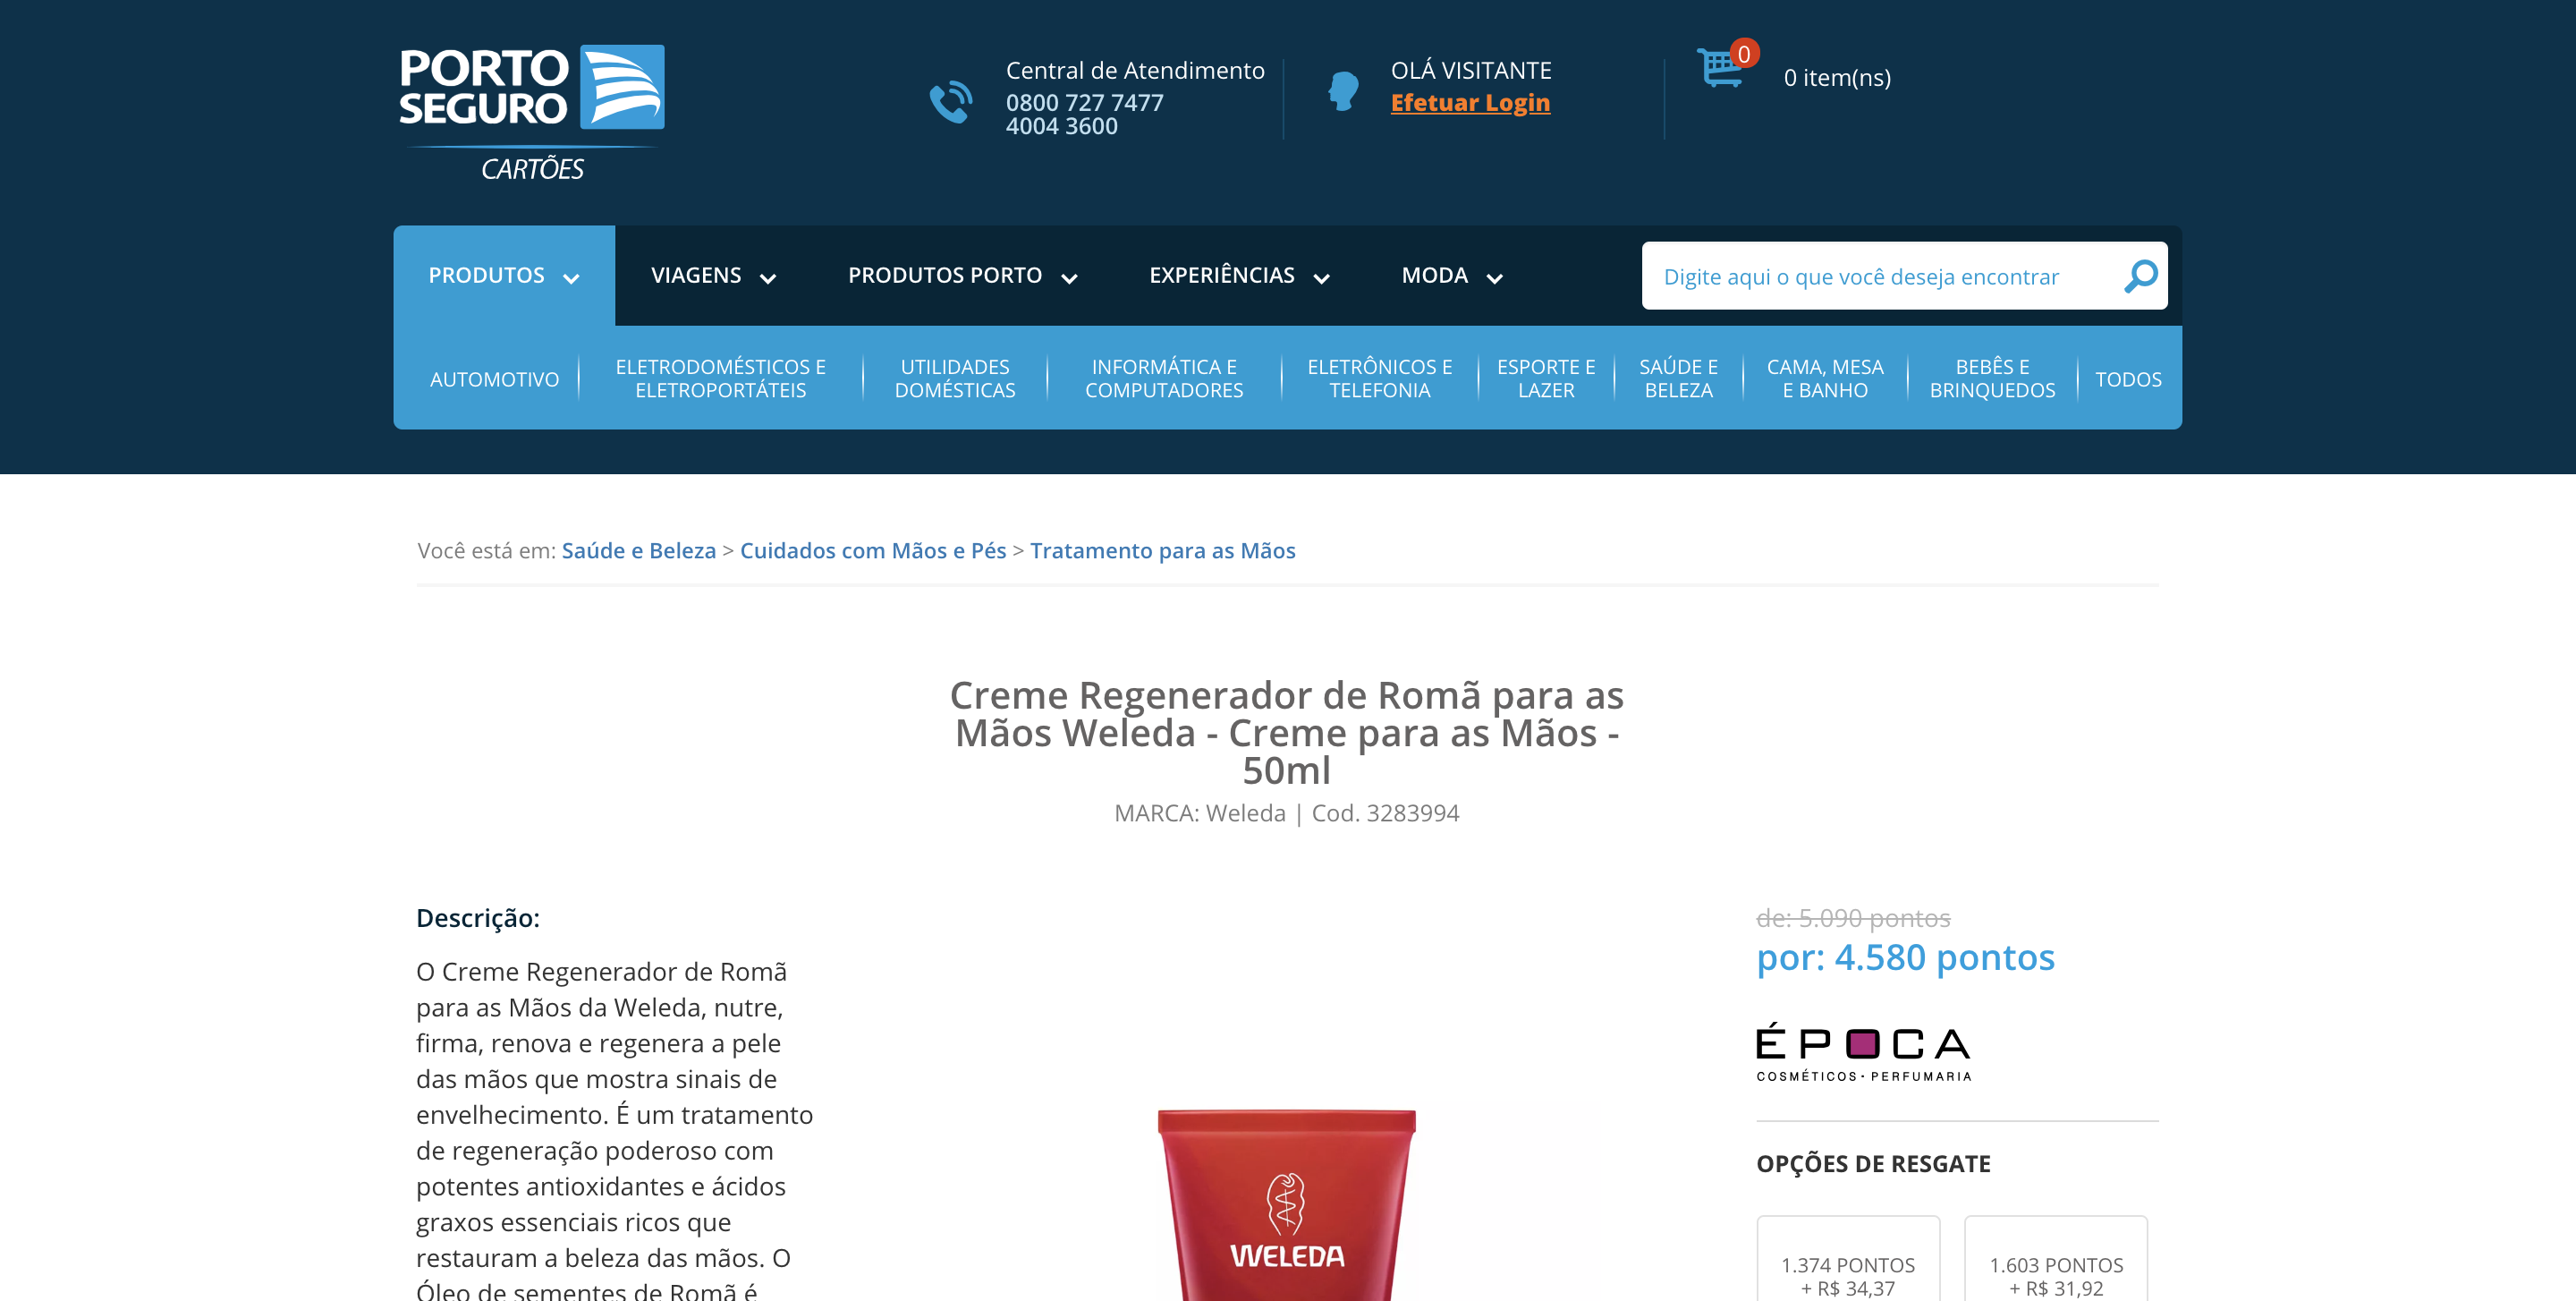 PORTO
SEGURO
CARTÕES
Central de Atendimento
0800 727 7477
4004 3600
OLÁ VISITANTE
Efetuar Login
0
0 item(ns)
PRODUTOS
VIAGENS
PRODUTOS PORTO
EXPERIÊNCIAS
MODA
Digite aqui o que você deseja encontrar
AUTOMOTIVO
ELETRODOMÉSTICOS E
ELETROPORTÁTEIS
UTILIDADES
DOMÉSTICAS
INFORMÁTICA E
COMPUTADORES
ELETRÔNICOS E
TELEFONIA
ESPORTE E
LAZER
SAÚDE E
BELEZA
CAMA, MESA
E BANHO
BEBÊS E
BRINQUEDOS
TODOS
Você está em: Saúde e Beleza > Cuidados com Mãos e Pés > Tratamento para as Mãos
Creme Regenerador de Romã para as
Mãos Weleda - Creme para as Mãos -
50ml
MARCA: Weleda | Cod. 3283994
Descrição:
O Creme Regenerador de Romã
para as Mãos da Weleda, nutre,
firma, renova e regenera a pele
das mãos que mostra sinais de
envelhecimento. É um tratamento
de regeneração poderoso com
potentes antioxidantes e ácidos
graxos essenciais ricos que
restauram a beleza das mãos. O
Óleo de sementes de Romã é
WELEDA
de: 5.090 pontos
por: 4.580 pontos
ÉPOCA
COSMÉTICOS • PERFUMARIA
OPÇÕES DE RESGATE
1.374 PONTOS
+ R$ 34,37
1.603 PONTOS
+ R$ 31,92